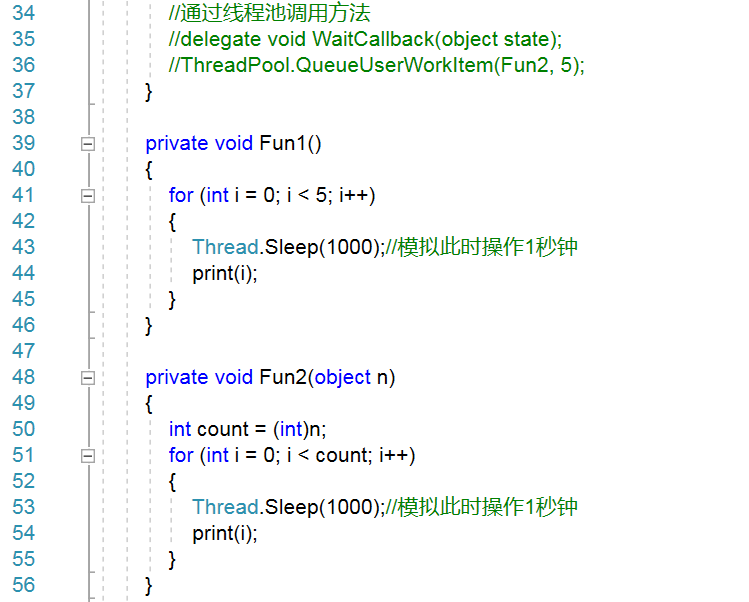 34 //通过线程池调用方法
35 //delegate void WaitCallback(object state);
36 //ThreadPool.QueueUserWorkItem(Fun2, 5);
37 }
38
39 private void Fun1()
40 {
41 for (int i = 0; i < 5; i++)
42 {
43 Thread.Sleep(1000);//模拟此时操作1秒钟
44 print(i);
45 }
46 }
47
48 private void Fun2(object n)
49 {
50 int count = (int)n;
51 for (int i = 0; i < count; i++)
52 {
53 Thread.Sleep(1000);//模拟此时操作1秒钟
54 print(i);
55 }
56 }